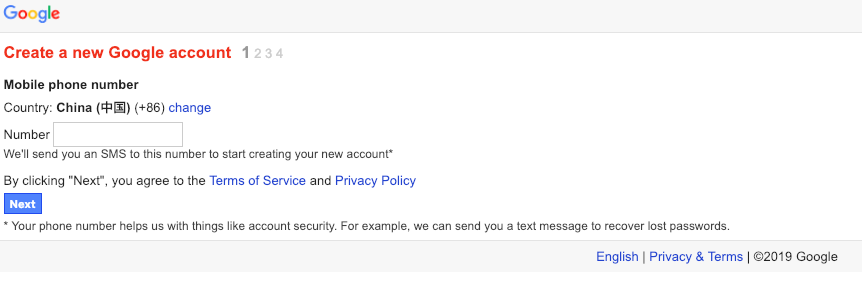 Google
Create a new Google account 1 2 3 4
Mobile phone number
Country: China (中国) (+86) change
Number
We'll send you an SMS to this number to start creating your new account*
By clicking "Next", you agree to the Terms of Service and Privacy Policy
Next
* Your phone number helps us with things like account security. For example, we can send you a text message to recover lost passwords.
English | Privacy & Terms | ©2019 Google